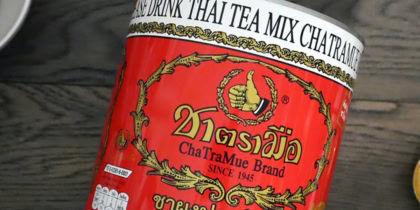 DRINK THAI TEA MIX CHATRAMUE
ชาตรามือ
ChaTraMue Brand
SINCE 1945